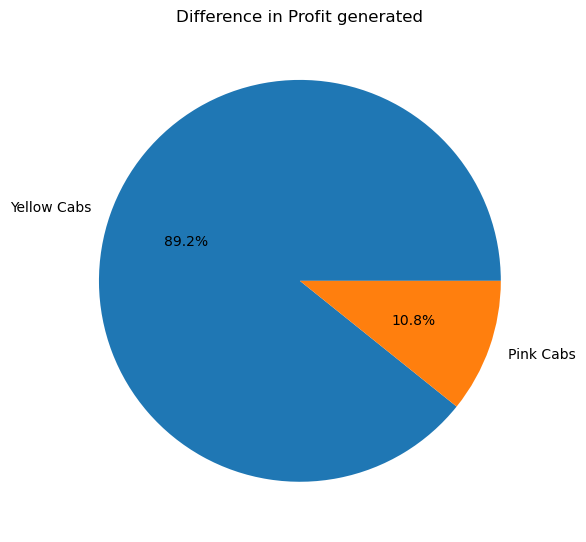 Difference in Profit generated
Yellow Cabs
89.2%
10.8%
Pink Cabs